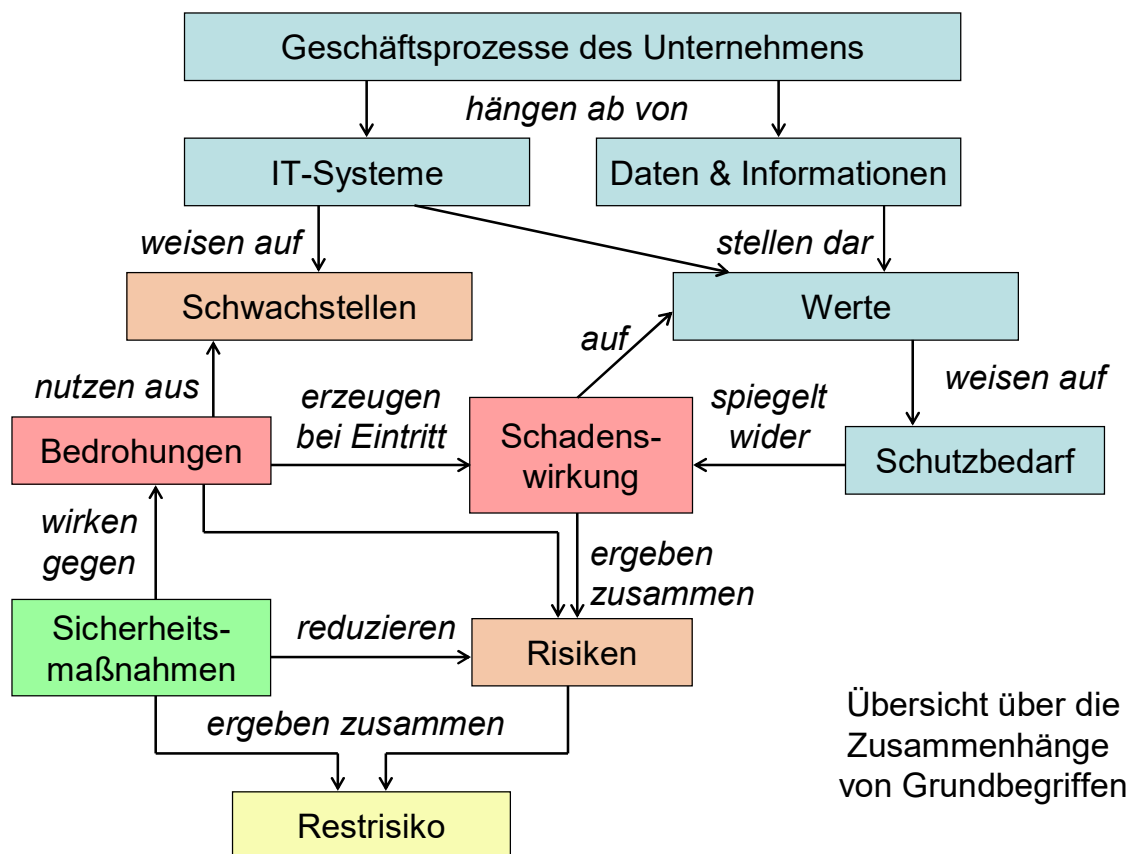 Geschäftsprozesse des Unternehmens
hängen ab von
IT-Systeme
Daten & Informationen
weisen auf
stellen dar
Schwachstellen
Werte
auf
nutzen aus
weisen auf
erzeugen
bei Eintritt
spiegelt
wider
Bedrohungen
Schadens-
wirkung
Schutzbedarf
wirken
gegen
ergeben
zusammen
Sicherheits-
maßnahmen
reduzieren
Risiken
ergeben zusammen
Übersicht über die
Zusammenhänge
von Grundbegriffen
Restrisiko